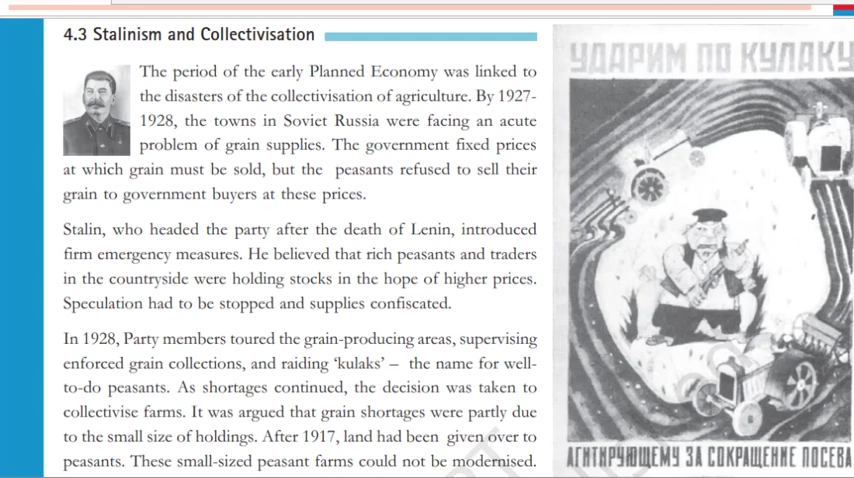 4.3 Stalinism and Collectivisation
The period of the early Planned Economy was linked to
the disasters of the collectivisation of agriculture. By 1927-
1928, the towns in Soviet Russia were facing an acute
problem of grain supplies. The government fixed prices
at which grain must be sold, but the peasants refused to sell their
grain to government buyers at these prices.
Stalin, who headed the party after the death of Lenin, introduced
firm emergency measures. He believed that rich peasants and traders
in the countryside were holding stocks in the hope of higher prices.
Speculation had to be stopped and supplies confiscated.
In 1928, Party members toured the grain-producing areas, supervising
enforced grain collections, and raiding ‘kulaks’ – the name for well-
to-do peasants. As shortages continued, the decision was taken to
collectivise farms. It was argued that grain shortages were partly due
to the small size of holdings. After 1917, land had been given over to
peasants. These small-sized peasant farms could not be modernised.
УДАРИМ ПО КУЛАКУ
АГИТИРУЮЩЕМУ ЗА СОКРАЩЕНИЕ ПОСЕВА